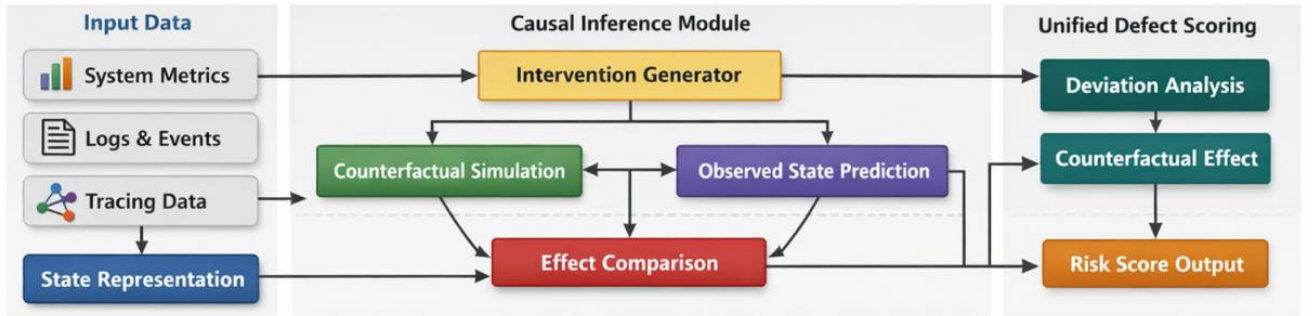 Input Data
System Metrics
Logs & Events
Tracing Data
State Representation
Causal Inference Module
Intervention Generator
Counterfactual Simulation
Observed State Prediction
Effect Comparison
Unified Defect Scoring
Deviation Analysis
Counterfactual Effect
Risk Score Output